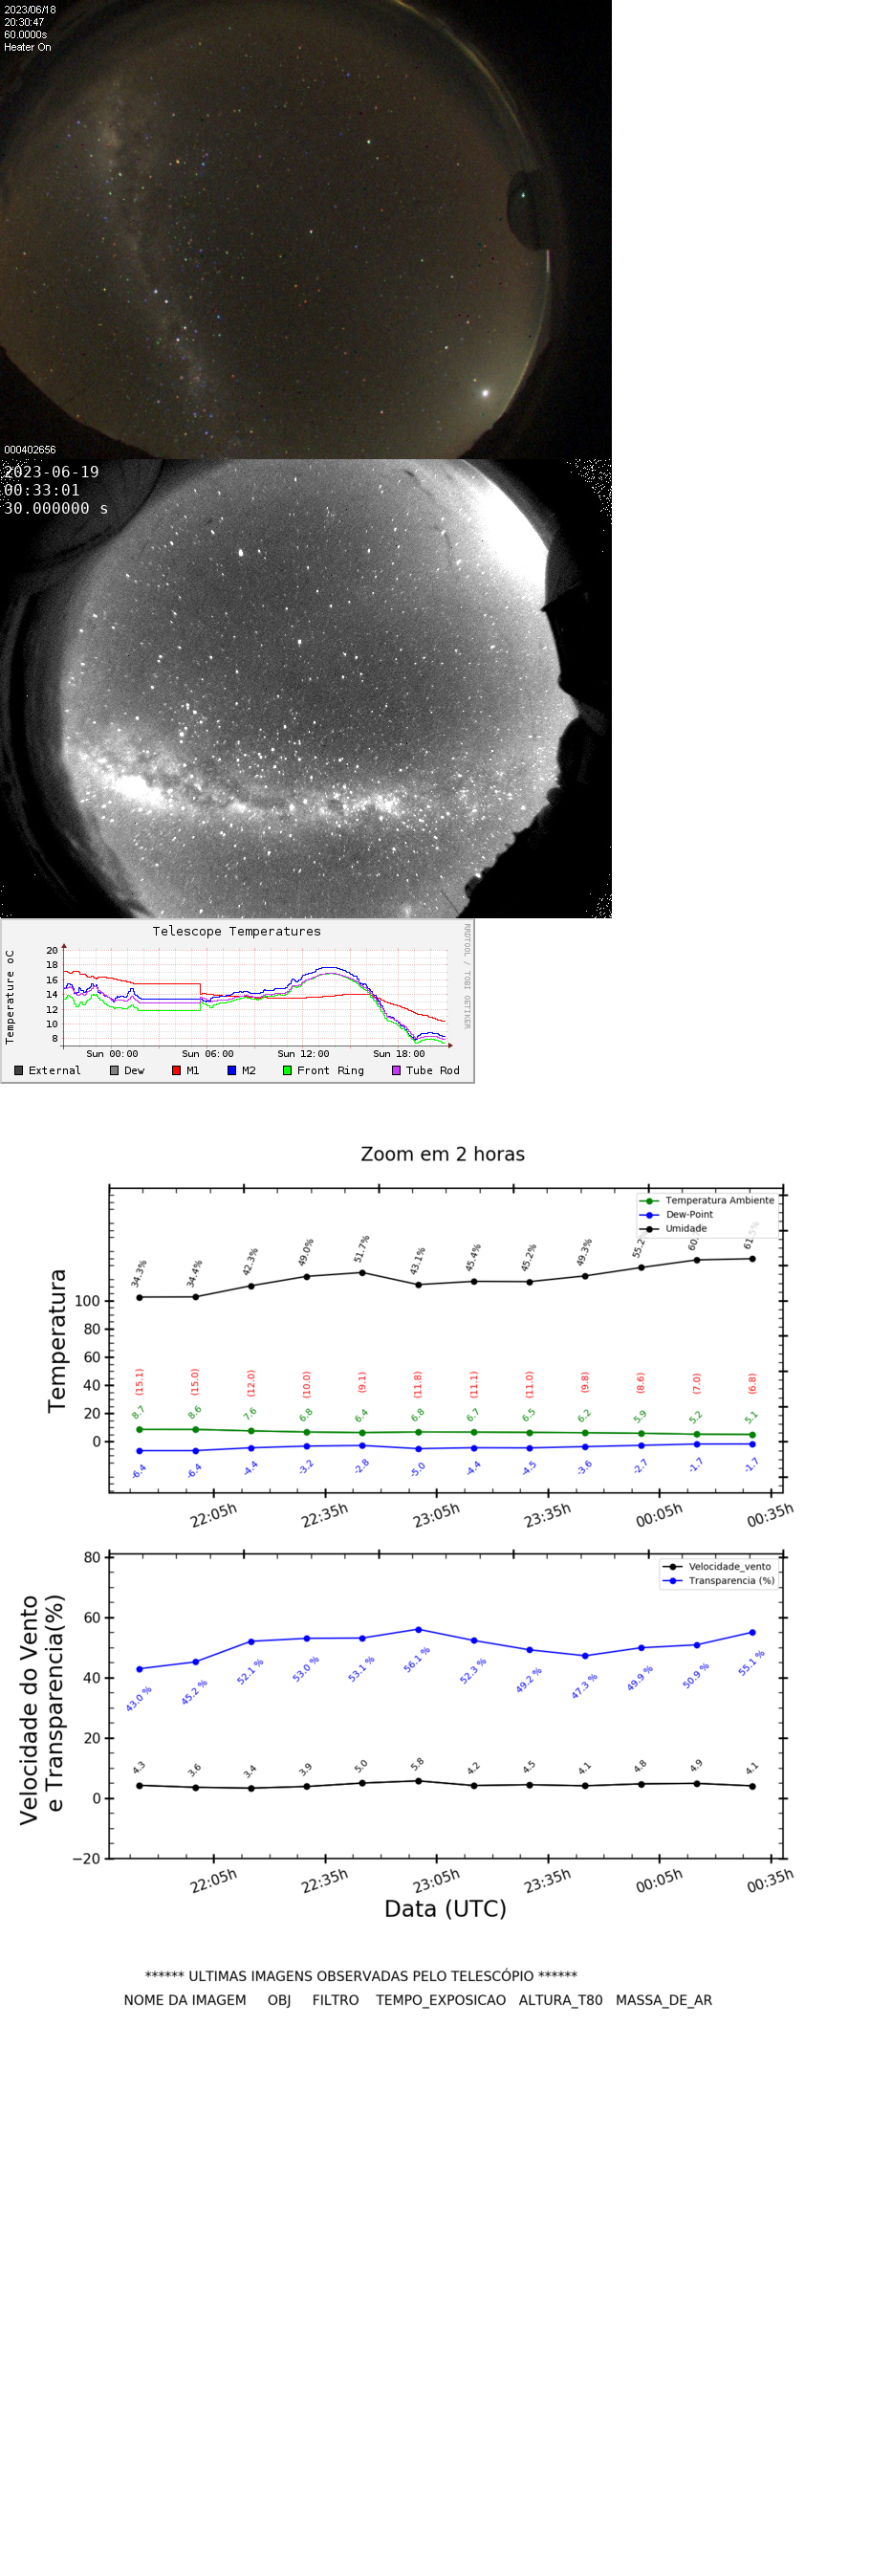 2023/06/18
20:30:47
60.0000s
Heater On
000402656
2023-06-19
00:33:01
30.000000 s
Telescope Temperatures
RRDTOOL / TOBI OETIKER
Temperature oC
20
18
16
14
12
10
8
Sun 00:00 Sun 06:00 Sun 12:00 Sun 18:00
External Dew M1 M2 Front Ring Tube Rod
Zoom em 2 horas
Temperatura Ambiente
Dew-Point
Umidade
34.3% 34.4% 42.3% 49.0% 51.7% 43.1% 45.4% 45.2% 49.3% 55.2 60. 61.5%
Temperatura
100
80
60
40
20
0
(15.1) (15.0) (12.0) (10.0) (9.1) (11.8) (11.1) (11.0) (9.8) (8.6) (7.0) (6.8)
8.7 8.6 7.6 6.8 6.4 6.8 6.7 6.5 6.2 5.9 5.2 5.1
-6.4 -6.4 -4.4 -3.2 -2.8 -5.0 -4.4 -4.5 -3.6 -2.7 -1.7 -1.7
22:05h 22:35h 23:05h 23:35h 00:05h 00:35h
Velocidade_vento
Transparencia (%)
Velocidade do Vento
e Transparencia(%)
80
60
40
20
0
−20
43.0 % 45.2 % 52.1 % 53.0 % 53.1 % 56.1 % 52.3 % 49.2 % 47.3 % 49.9 % 50.9 % 55.1 %
4.3 3.6 3.4 3.9 5.0 5.8 4.2 4.5 4.1 4.8 4.9 4.1
22:05h 22:35h 23:05h 23:35h 00:05h 00:35h
Data (UTC)
****** ULTIMAS IMAGENS OBSERVADAS PELO TELESCÓPIO ******
NOME DA IMAGEM OBJ FILTRO TEMPO_EXPOSICAO ALTURA_T80 MASSA_DE_AR